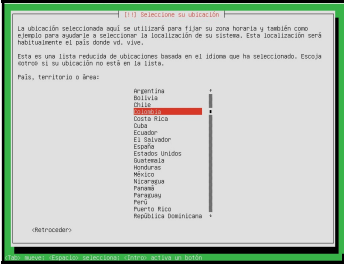 [!!] Seleccione su ubicación
La ubicación seleccionada aquí se utilizará para fijar su zona horaria y también como
ejemplo para ayudarle a seleccionar la localización de su sistema. Esta localización será
habitualmente el país donde vd. vive.
Esta es una lista reducida de ubicaciones basada en el idioma que ha seleccionado. Escoja
«otro» si su ubicación no está en la lista.
País, territorio o área:
Argentina
Bolivia
Chile
Colombia
Costa Rica
Cuba
Ecuador
El Salvador
España
Estados Unidos
Guatemala
Honduras
México
Nicaragua
Panamá
Paraguay
Perú
Puerto Rico
República Dominicana
<Retroceder>
<Tab> mueve; <Espacio> selecciona; <Intro> activa un botón